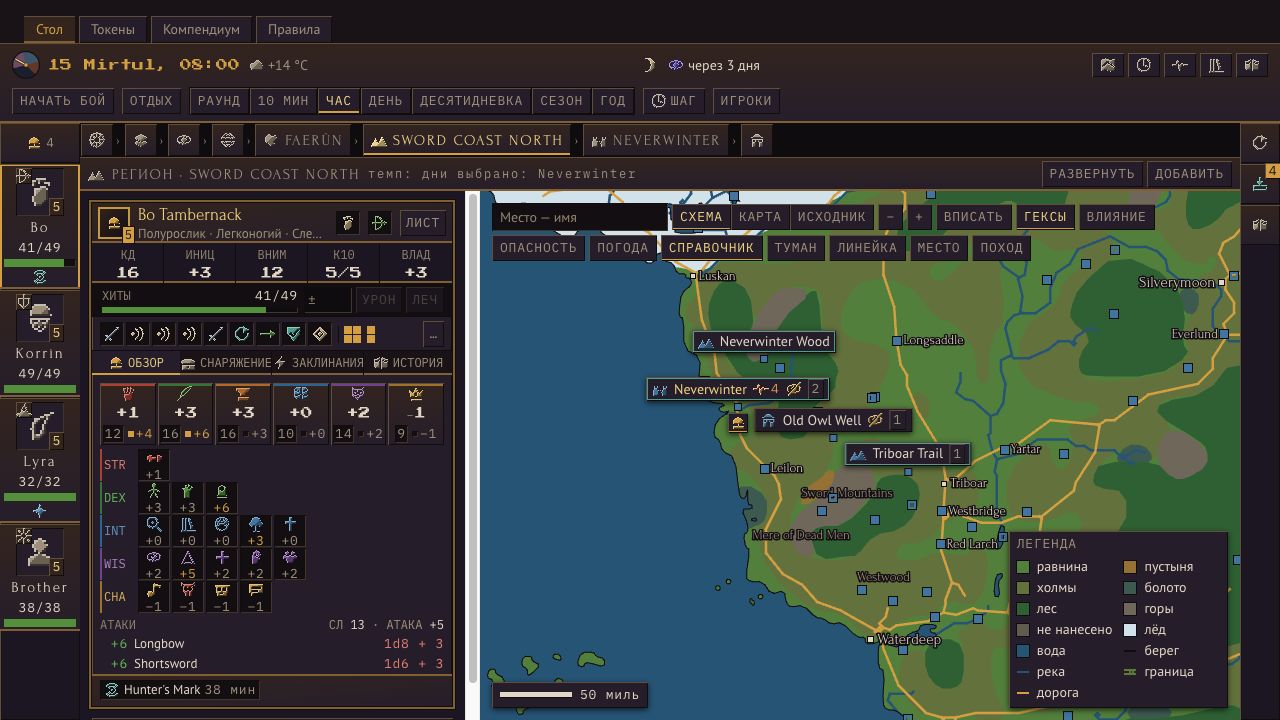 Стол Токены Компендиум Правила
15 Mirtul, 08:00 +14 °C через 3 дня
НАЧАТЬ БОЙ ОТДЫХ РАУНД 10 МИН ЧАС ДЕНЬ ДЕСЯТИДНЕВКА СЕЗОН ГОД ШАГ ИГРОКИ
4 FAERÛN SWORD COAST NORTH NEVERWINTER
РЕГИОН · SWORD COAST NORTH темп: дни выбрано: Neverwinter РАЗВЕРНУТЬ ДОБАВИТЬ
4
5
Bo
41/49
5
Korrin
49/49
5
Lyra
32/32
5
Brother
38/38
5
Bo Tambernack
Полурослик · Легконогий · Сле…
ЛИСТ
КД ИНИЦ ВНИМ К10 ВЛАД
16 +3 12 5/5 +3
ХИТЫ 41/49 ± УРОН ЛЕЧ
…
ОБЗОР СНАРЯЖЕНИЕ ЗАКЛИНАНИЯ ИСТОРИЯ
+1 +3 +3 +0 +2 -1
12 +4 16 +6 16 +3 10 +0 14 +2 9 -1
STR +1
DEX +3 +3 +6
INT +0 +0 +0 +3 +0
WIS +2 +5 +2 +2 +2
CHA -1 -1 -1 -1
АТАКИ СЛ 13 · АТАКА +5
+6 Longbow 1d8 + 3
+6 Shortsword 1d6 + 3
Hunter's Mark 38 мин
Место — имя СХЕМА КАРТА ИСХОДНИК − + ВПИСАТЬ ГЕКСЫ ВЛИЯНИЕ
ОПАСНОСТЬ ПОГОДА СПРАВОЧНИК ТУМАН ЛИНЕЙКА МЕСТО ПОХОД
Luskan
Silverymoon
Everlund
Neverwinter Wood
Longsaddle
Neverwinter 4 2
Old Owl Well 1
Triboar Trail 1
Yartar
Leilon
Triboar
Sword Mountains
Westbridge
Mere of Dead Men
Red Larch
Westwood
Waterdeep
50 миль
ЛЕГЕНДА
равнина пустыня
холмы болото
лес горы
не нанесено лёд
вода берег
река граница
дорога